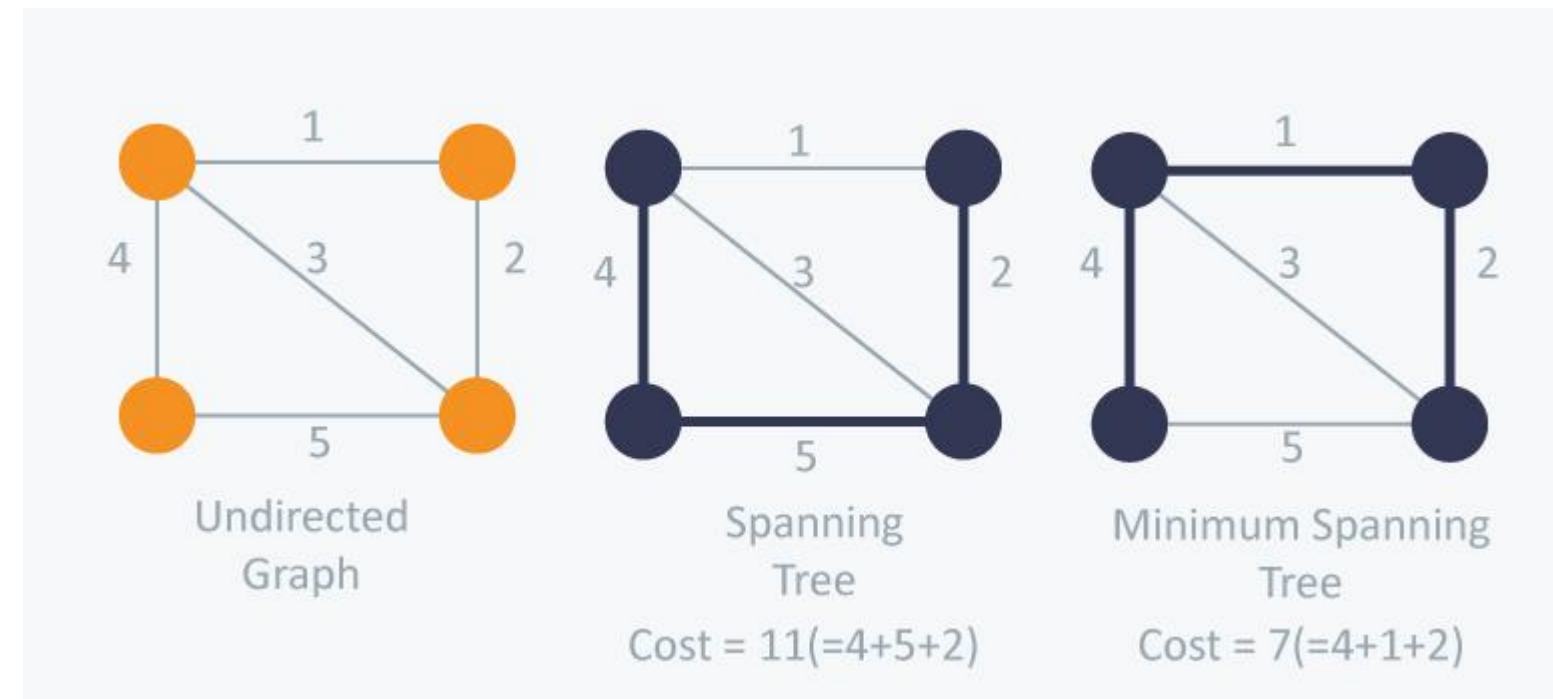 1
4
3
2
5
Undirected
Graph
1
4
3
2
5
Spanning
Tree
Cost = 11(=4+5+2)
1
4
3
2
5
Minimum Spanning
Tree
Cost = 7(=4+1+2)